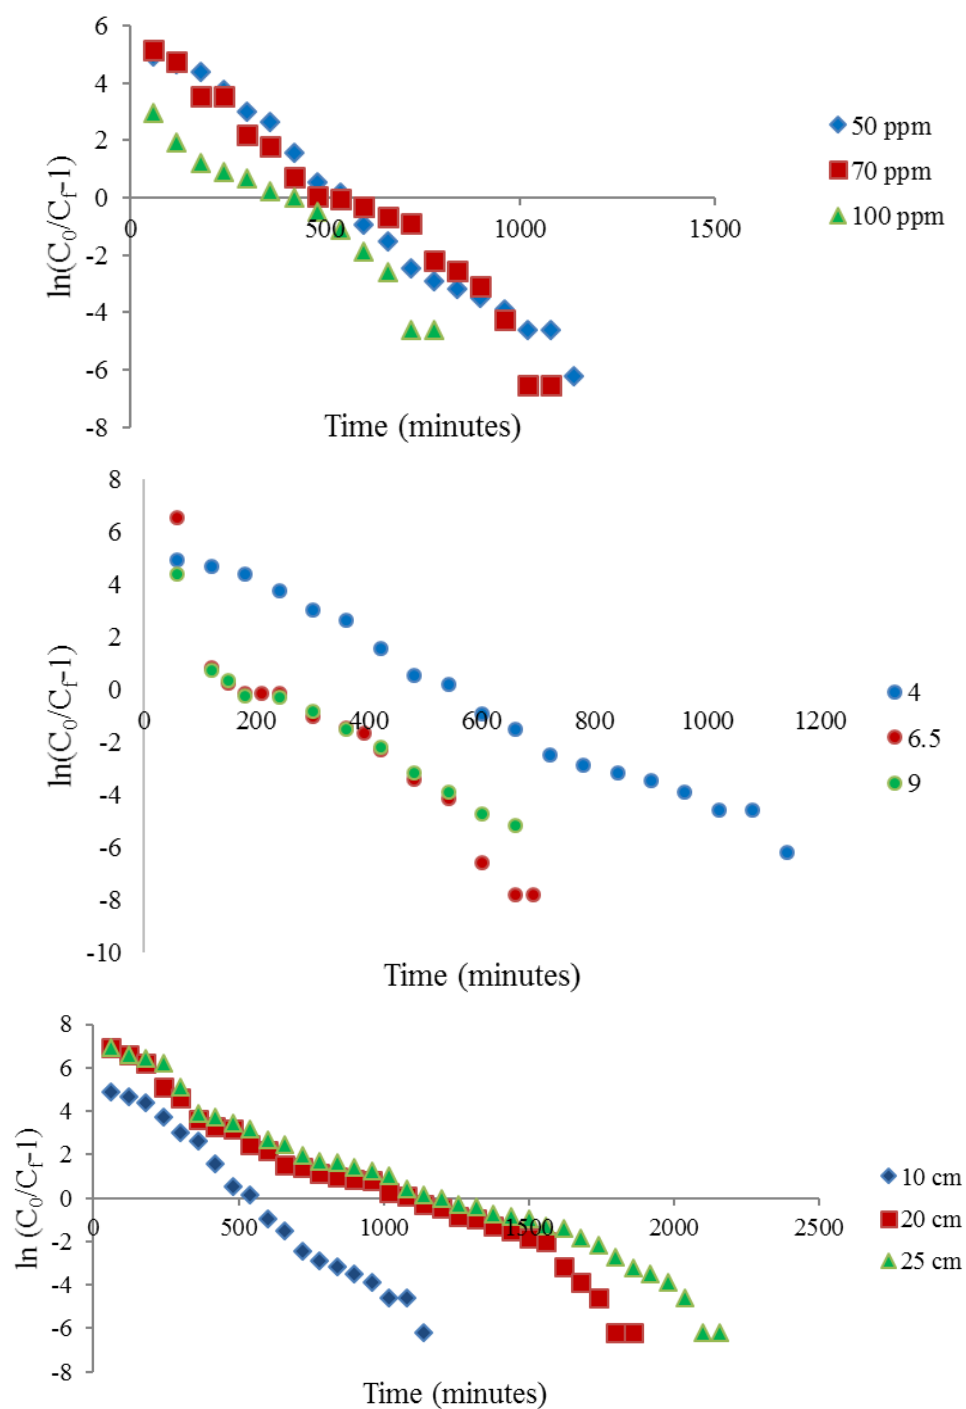 6
4
2
0
-2
-4
-6
-8
0
500
1000
1500
ln(C0/Cf-1)
Time (minutes)
50 ppm
70 ppm
100 ppm
8
6
4
2
0
-2
-4
-6
-8
-10
0 200 400 600 800 1000 1200
ln(C0/Cf-1)
Time (minutes)
4
6.5
9
8
6
4
2
0
-2
-4
-6
-8
0 500 1000 1500 2000 2500
ln (C0/Cf-1)
Time (minutes)
10 cm
20 cm
25 cm